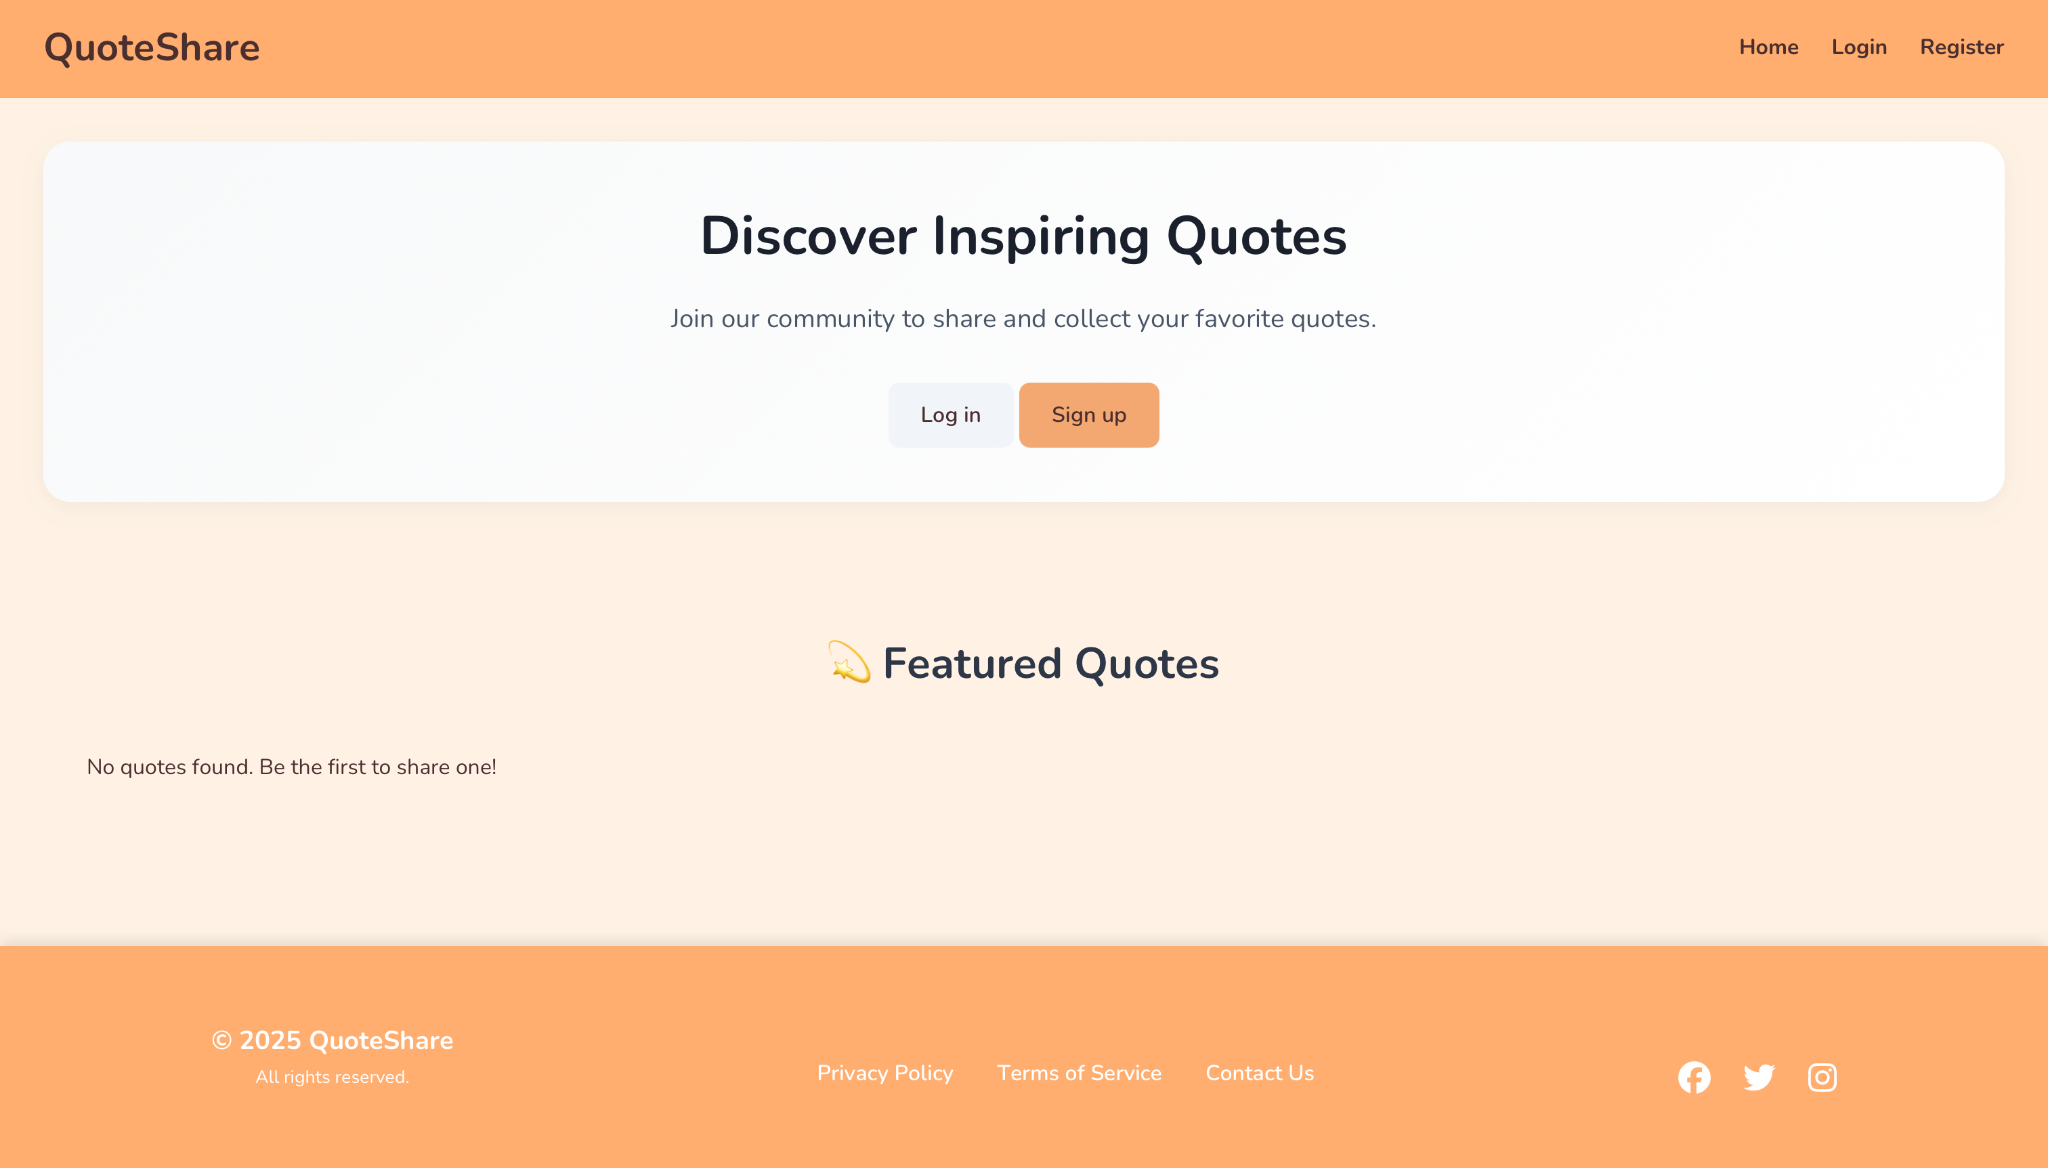 QuoteShare
Home Login Register
Discover Inspiring Quotes
Join our community to share and collect your favorite quotes.
Log in Sign up
💫 Featured Quotes
No quotes found. Be the first to share one!
© 2025 QuoteShare
All rights reserved.
Privacy Policy Terms of Service Contact Us